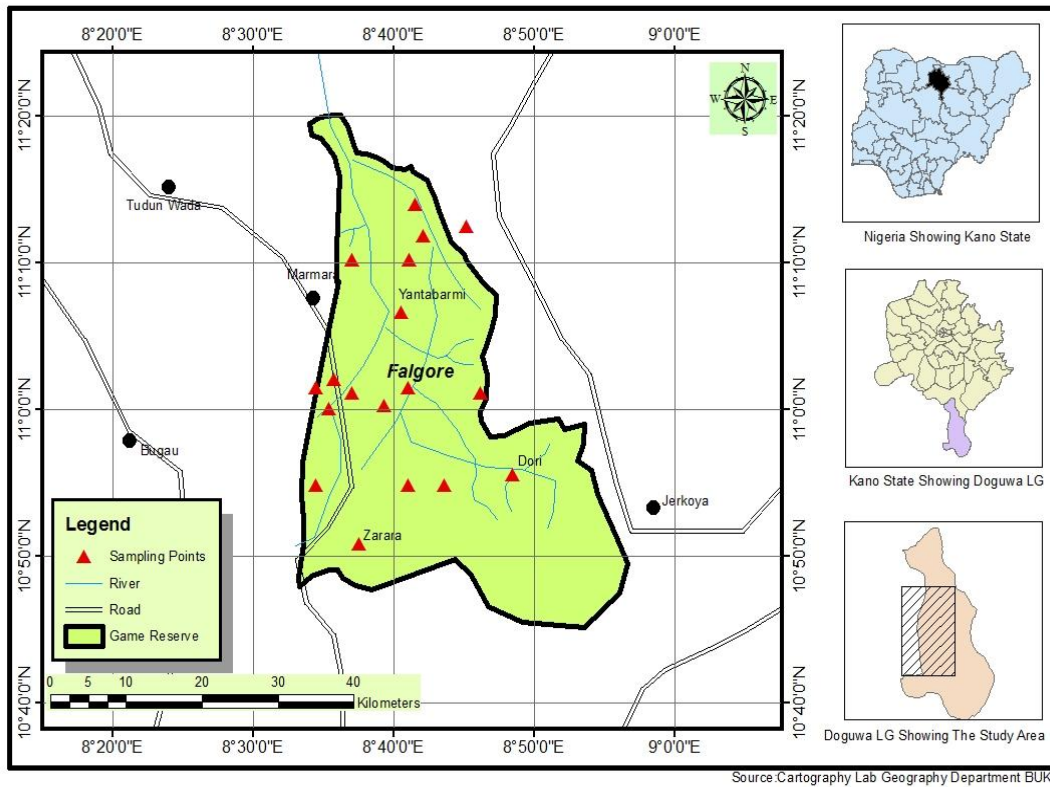 8°20'0"E 8°30'0"E 8°40'0"E 8°50'0"E 9°0'0"E
11°20'0"N
11°20'0"N
N
W E
S
Tudun Wada
11°10'0"N
11°10'0"N
Marmara
Yantabarmi
Falgore
11°0'0"N
11°0'0"N
Bugau
Dori
Jerkoya
Zarara
10°50'0"N
10°50'0"N
Legend
Sampling Points
River
Road
Game Reserve
0 5 10 20 30 40
Kilometers
10°40'0"N
10°40'0"N
8°20'0"E 8°30'0"E 8°40'0"E 8°50'0"E 9°0'0"E
Nigeria Showing Kano State
Kano State Showing Doguwa LG
Doguwa LG Showing The Study Area
Source:Cartography Lab Geography Department BUK